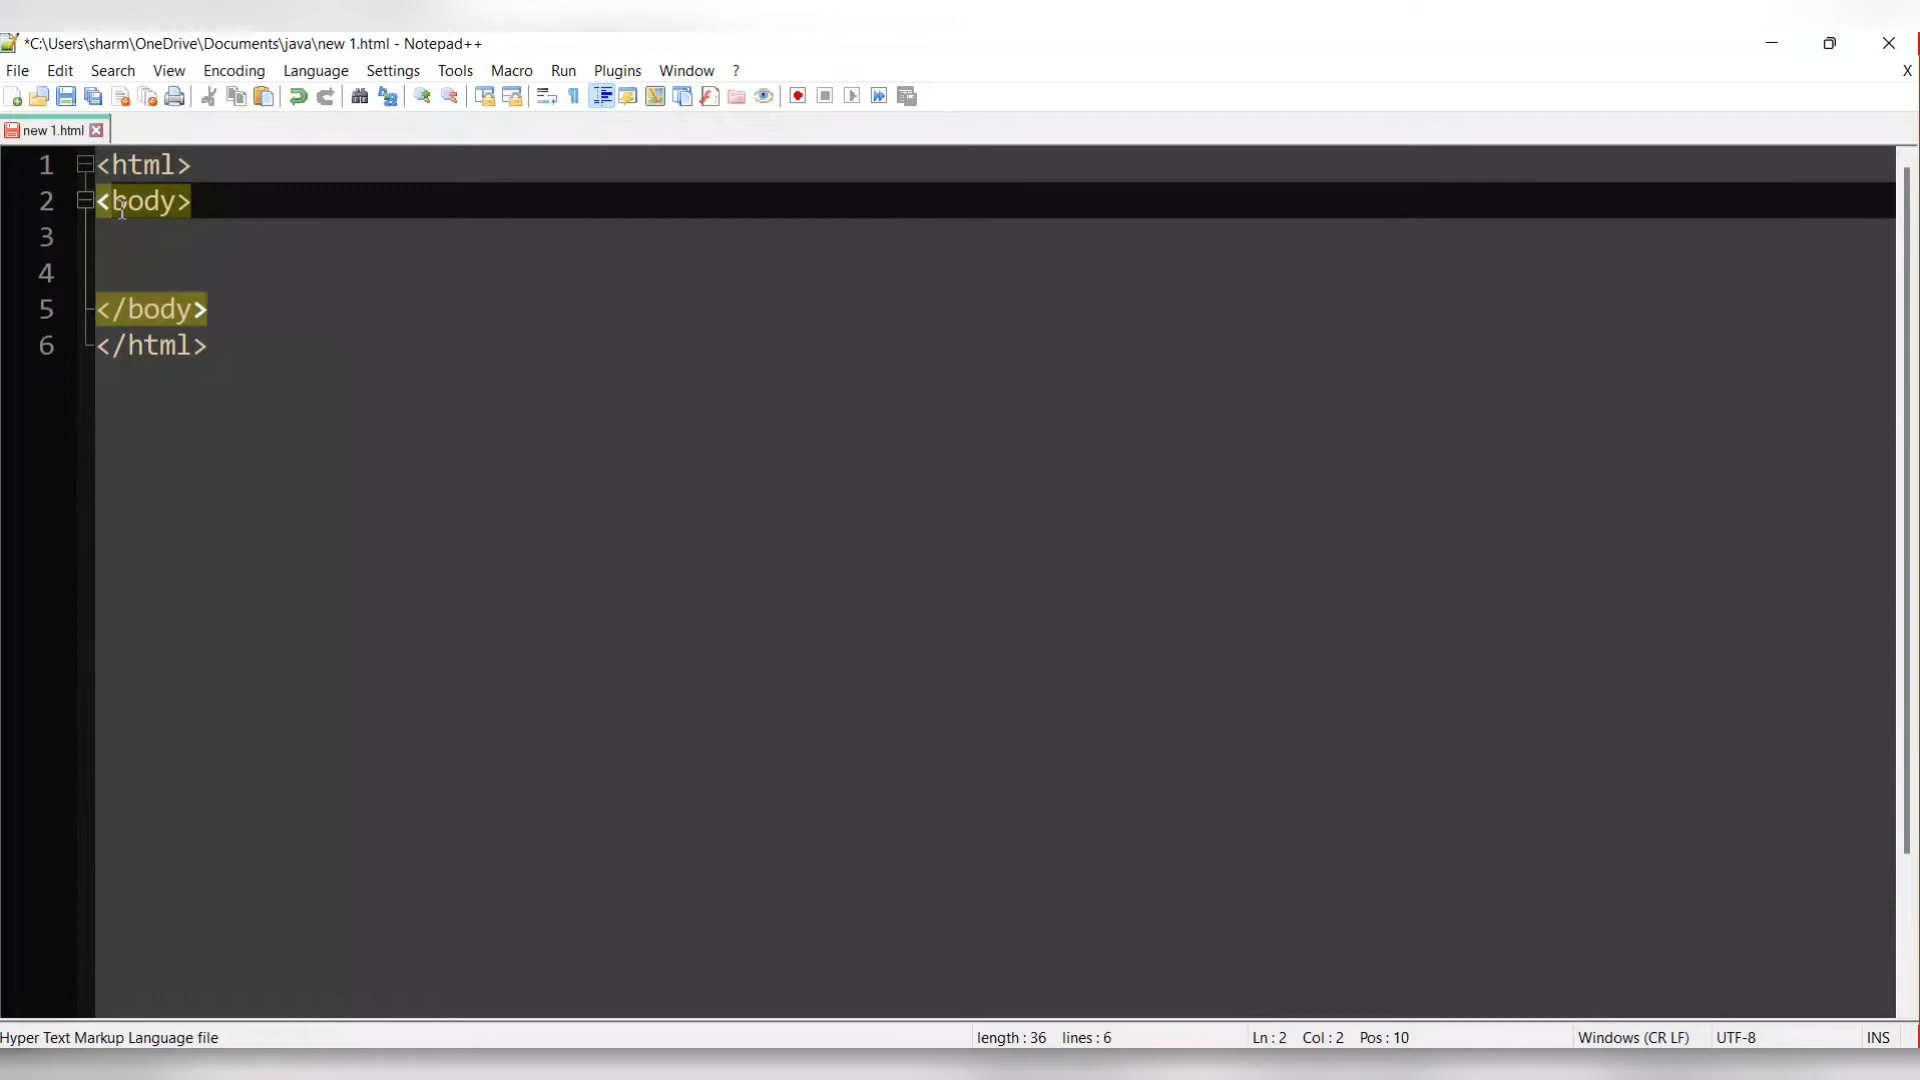 *C:\Users\sharm\OneDrive\Documents\java\new 1.html - Notepad++
File Edit Search View Encoding Language Settings Tools Macro Run Plugins Window ? X
new 1.html
1 <html>
2 <body>
3
4
5 </body>
6 </html>
Hyper Text Markup Language file length : 36 lines : 6 Ln : 2 Col : 2 Pos : 10 Windows (CR LF) UTF-8 INS